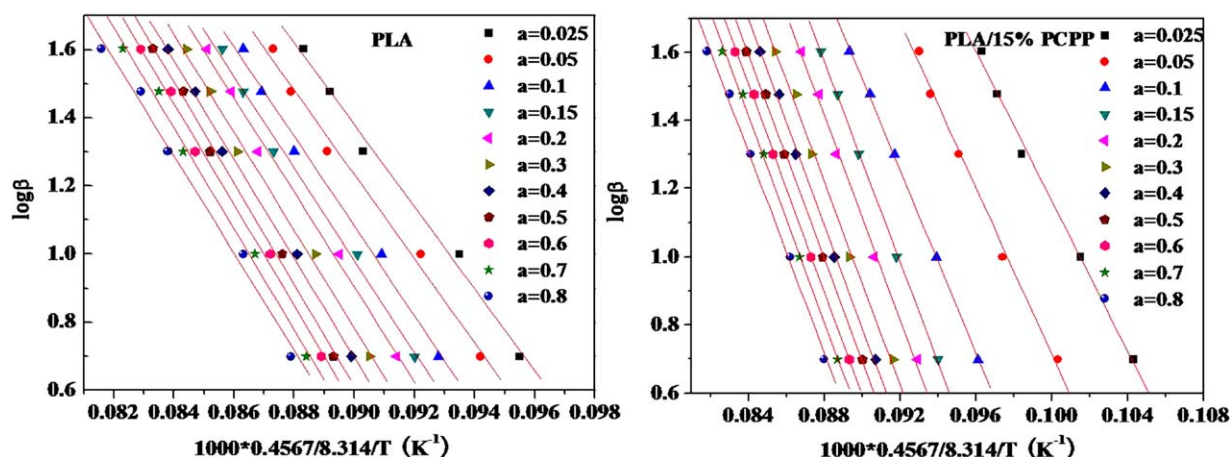 PLA
a=0.025
a=0.05
a=0.1
a=0.15
a=0.2
a=0.3
a=0.4
a=0.5
a=0.6
a=0.7
a=0.8
1.6
1.4
1.2
1.0
0.8
0.6
logβ
0.082 0.084 0.086 0.088 0.090 0.092 0.094 0.096 0.098
1000*0.4567/8.314/T (K⁻¹)
PLA/15% PCPP
a=0.025
a=0.05
a=0.1
a=0.15
a=0.2
a=0.3
a=0.4
a=0.5
a=0.6
a=0.7
a=0.8
1.6
1.4
1.2
1.0
0.8
0.6
logβ
0.084 0.088 0.092 0.096 0.100 0.104 0.108
1000*0.4567/8.314/T (K⁻¹)